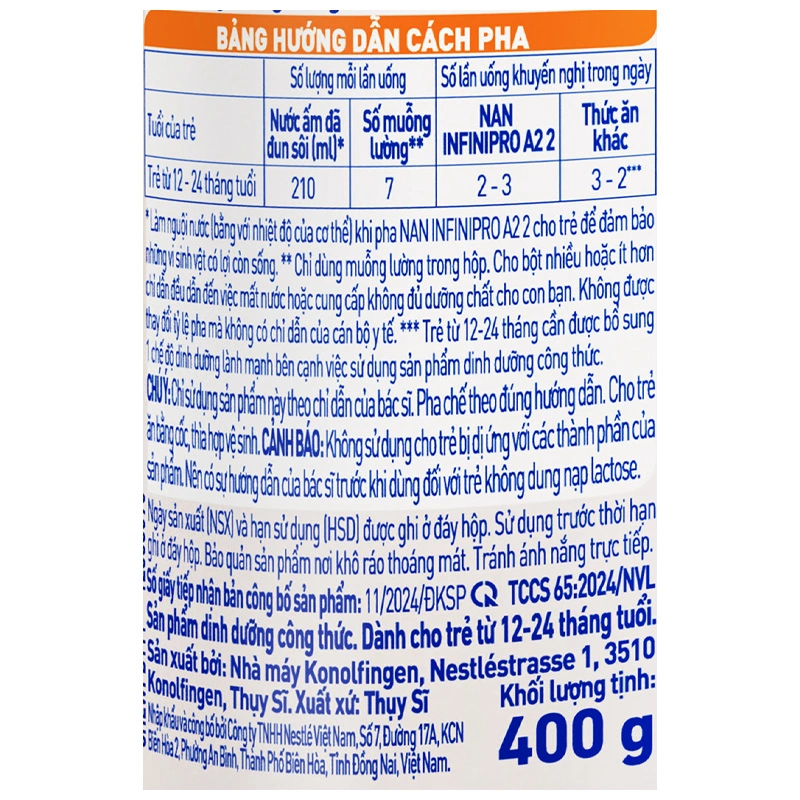 BẢNG HƯỚNG DẪN CÁCH PHA
Số lượng mỗi lần uống Số lần uống khuyến nghị trong ngày
Tuổi của trẻ Nước ấm đã đun sôi (ml)* Số muỗng lường** NAN INFINIPRO A2 2 Thức ăn khác
Trẻ từ 12 - 24 tháng tuổi 210 7 2 - 3 3 - 2***
* Làm nguội nước (bằng với nhiệt độ của cơ thể) khi pha NAN INFINIPRO A2 2 cho trẻ để đảm bảo
những vi sinh vật có lợi còn sống. ** Chỉ dùng muỗng lường trong hộp. Cho bột nhiều hoặc ít hơn
chỉ dẫn đều dẫn đến việc mất nước hoặc cung cấp không đủ dưỡng chất cho con bạn. Không được
thay đổi tỷ lệ pha mà không có chỉ dẫn của cán bộ y tế. *** Trẻ từ 12-24 tháng cần được bổ sung
1 chế độ dinh dưỡng lành mạnh bên cạnh việc sử dụng sản phẩm dinh dưỡng công thức.
CHÚ Ý: Chỉ sử dụng sản phẩm này theo chỉ dẫn của bác sĩ. Pha chế theo đúng hướng dẫn. Cho trẻ
ăn bằng cốc, thìa hợp vệ sinh. CẢNH BÁO: Không sử dụng cho trẻ bị dị ứng với các thành phần của
sản phẩm. Nên có sự hướng dẫn của bác sĩ trước khi dùng đối với trẻ không dung nạp lactose.
Ngày sản xuất (NSX) và hạn sử dụng (HSD) được ghi ở đáy hộp. Sử dụng trước thời hạn
ghi ở đáy hộp. Bảo quản sản phẩm nơi khô ráo thoáng mát. Tránh ánh nắng trực tiếp.
Số giấy tiếp nhận bản công bố sản phẩm: 11/2024/ĐKSP TCCS 65:2024/NVL
Sản phẩm dinh dưỡng công thức. Dành cho trẻ từ 12-24 tháng tuổi.
Sản xuất bởi: Nhà máy Konolfingen, Nestléstrasse 1, 3510
Konolfingen, Thụy Sĩ. Xuất xứ: Thụy Sĩ
Khối lượng tịnh:
400 g
Nhập khẩu và công bố bởi Công ty TNHH Nestlé Việt Nam, Số 7, Đường 17A, KCN
Biên Hòa 2, Phường An Bình, Thành Phố Biên Hòa, Tỉnh Đồng Nai, Việt Nam.